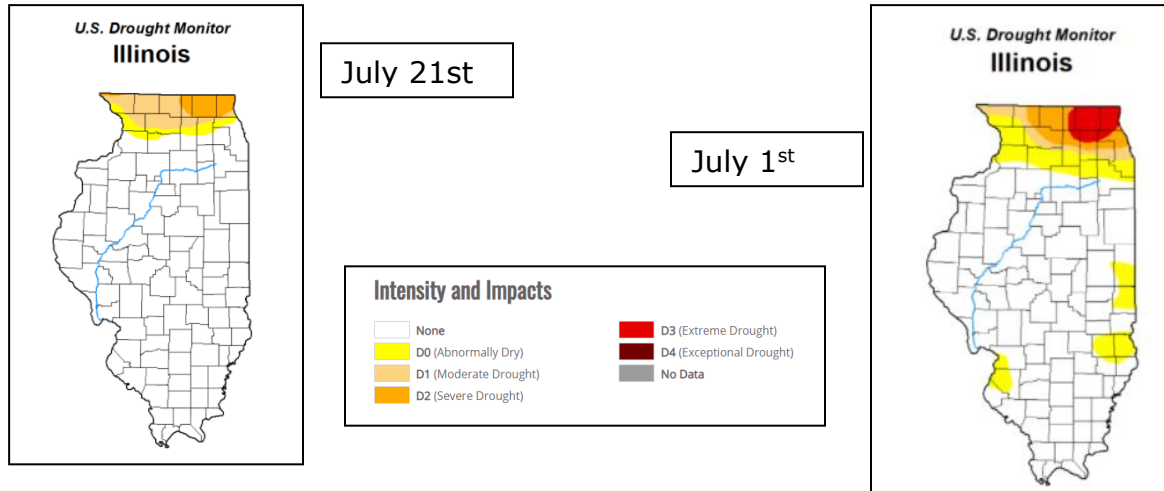 U.S. Drought Monitor
Illinois
July 21st
U.S. Drought Monitor
Illinois
July 1st
Intensity and Impacts
None
D0 (Abnormally Dry)
D1 (Moderate Drought)
D2 (Severe Drought)
D3 (Extreme Drought)
D4 (Exceptional Drought)
No Data